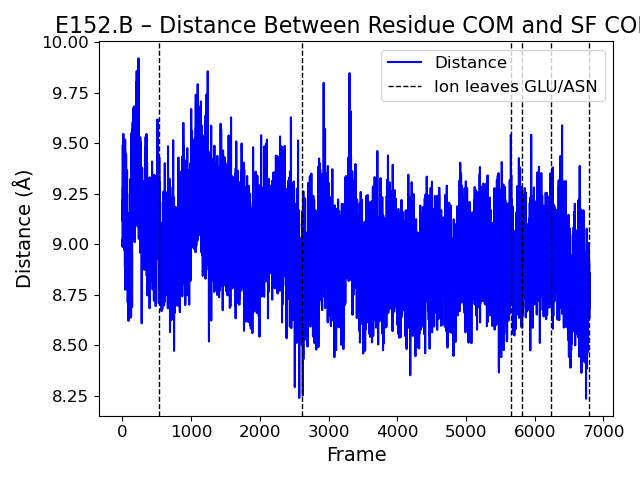 E152.B – Distance Between Residue COM and SF CO
Distance
Ion leaves GLU/ASN
Distance (Å)
10.00
9.75
9.50
9.25
9.00
8.75
8.50
8.25
0 1000 2000 3000 4000 5000 6000 7000
Frame